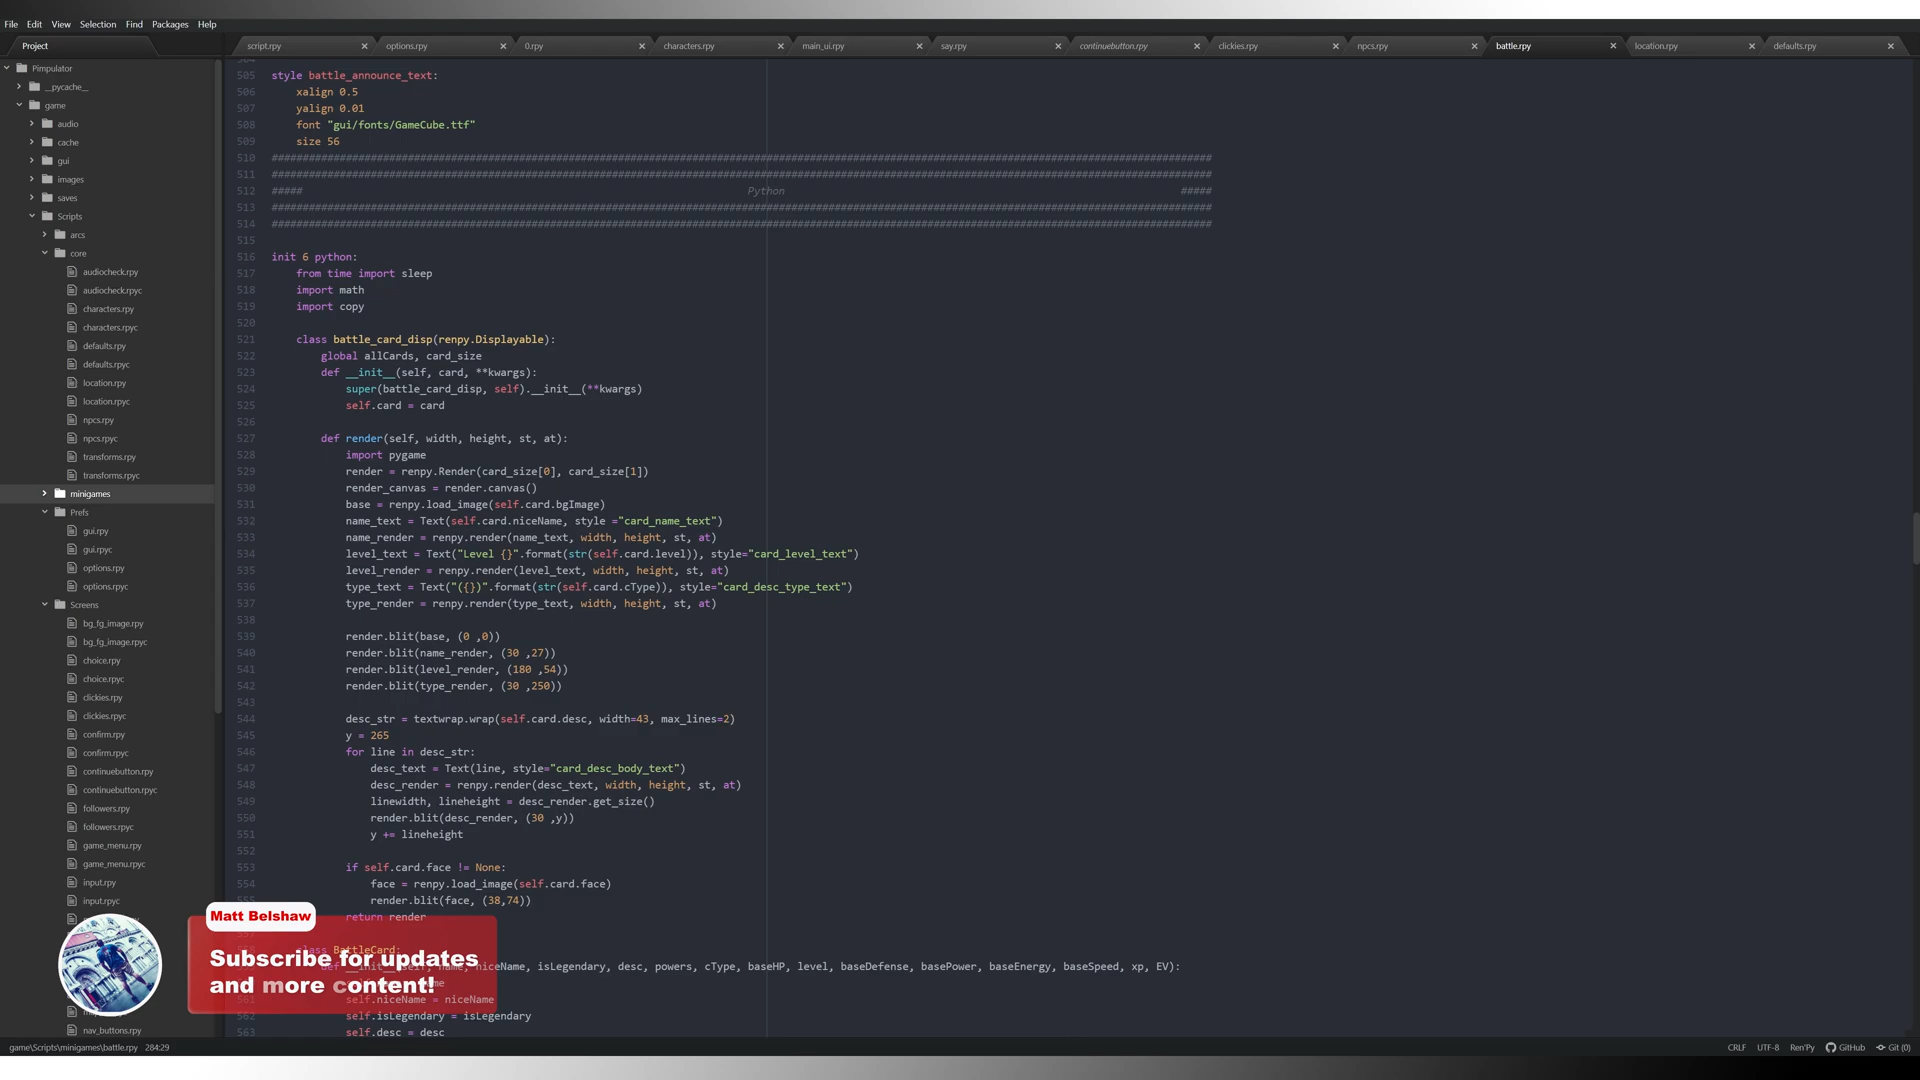 File Edit View Selection Find Packages Help
Project
script.rpy
options.rpy
0.rpy
characters.rpy
main_ui.rpy
say.rpy
continuebutton.rpy
clickies.rpy
npcs.rpy
battle.rpy
location.rpy
defaults.rpy
Pimpulator
__pycache__
game
audio
cache
gui
images
saves
Scripts
arcs
core
audiocheck.rpy
audiocheck.rpyc
characters.rpy
characters.rpyc
defaults.rpy
defaults.rpyc
location.rpy
location.rpyc
npcs.rpy
npcs.rpyc
transforms.rpy
transforms.rpyc
minigames
Prefs
gui.rpy
gui.rpyc
options.rpy
options.rpyc
Screens
bg_fg_image.rpy
bg_fg_image.rpyc
choice.rpy
choice.rpyc
clickies.rpy
clickies.rpyc
confirm.rpy
confirm.rpyc
continuebutton.rpy
continuebutton.rpyc
followers.rpy
followers.rpyc
game_menu.rpy
game_menu.rpyc
input.rpy
input.rpyc
nav_buttons.rpy
505 style battle_announce_text:
506 xalign 0.5
507 yalign 0.01
508 font "gui/fonts/GameCube.ttf"
509 size 56
510 ########################################################################################################################################################
511 ########################################################################################################################################################
512 ##### Python #####
513 ########################################################################################################################################################
514 ########################################################################################################################################################
515
516 init 6 python:
517 from time import sleep
518 import math
519 import copy
520
521 class battle_card_disp(renpy.Displayable):
522 global allCards, card_size
523 def __init__(self, card, **kwargs):
524 super(battle_card_disp, self).__init__(**kwargs)
525 self.card = card
526
527 def render(self, width, height, st, at):
528 import pygame
529 render = renpy.Render(card_size[0], card_size[1])
530 render_canvas = render.canvas()
531 base = renpy.load_image(self.card.bgImage)
532 name_text = Text(self.card.niceName, style ="card_name_text")
533 name_render = renpy.render(name_text, width, height, st, at)
534 level_text = Text("Level {}".format(str(self.card.level)), style="card_level_text")
535 level_render = renpy.render(level_text, width, height, st, at)
536 type_text = Text("({})".format(str(self.card.cType)), style="card_desc_type_text")
537 type_render = renpy.render(type_text, width, height, st, at)
538
539 render.blit(base, (0 ,0))
540 render.blit(name_render, (30 ,27))
541 render.blit(level_render, (180 ,54))
542 render.blit(type_render, (30 ,250))
543
544 desc_str = textwrap.wrap(self.card.desc, width=43, max_lines=2)
545 y = 265
546 for line in desc_str:
547 desc_text = Text(line, style="card_desc_body_text")
548 desc_render = renpy.render(desc_text, width, height, st, at)
549 linewidth, lineheight = desc_render.get_size()
550 render.blit(desc_render, (30 ,y))
551 y += lineheight
552
553 if self.card.face != None:
554 face = renpy.load_image(self.card.face)
555 render.blit(face, (38,74))
return render
class BattleCard:
niceName, isLegendary, desc, powers, cType, baseHP, level, baseDefense, basePower, baseEnergy, baseSpeed, xp, EV):
self.niceName = niceName
562 self.isLegendary = isLegendary
563 self.desc = desc
Matt Belshaw
Subscribe for updates
and more content!
game\Scripts\minigames\battle.rpy 284:29
CRLF UTF-8 Ren'Py GitHub Git (0)